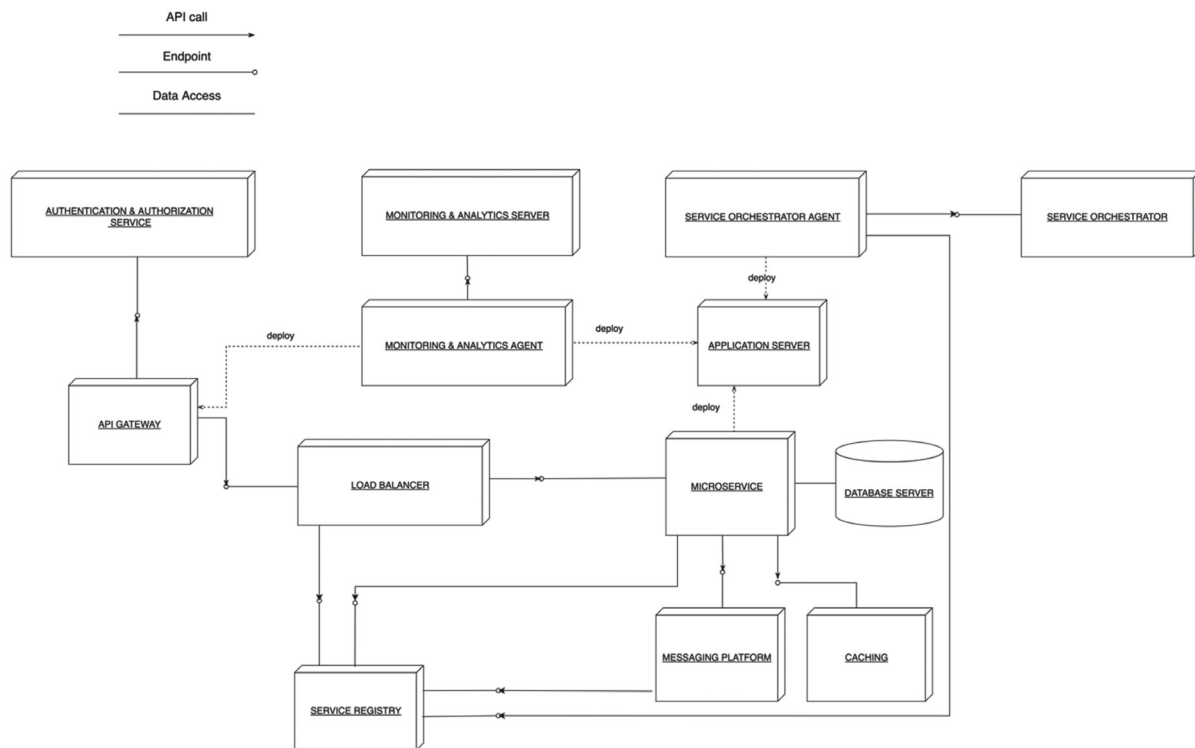 API call
Endpoint
Data Access
AUTHENTICATION & AUTHORIZATION
SERVICE
MONITORING & ANALYTICS SERVER
SERVICE ORCHESTRATOR AGENT
SERVICE ORCHESTRATOR
deploy
deploy
deploy
MONITORING & ANALYTICS AGENT
APPLICATION SERVER
deploy
API GATEWAY
LOAD BALANCER
MICROSERVICE
DATABASE SERVER
MESSAGING PLATFORM
CACHING
SERVICE REGISTRY